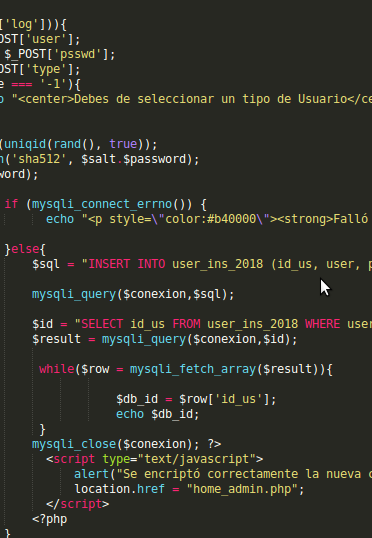 ['log'])){
OST['user'];
$_POST['psswd'];
OST['type'];
e === '-1'){
o "<center>Debes de seleccionar un tipo de Usuario</ce
(uniqid(rand(), true));
n('sha512', $salt.$password);
word);
if (mysqli_connect_errno()) {
echo "<p style=\"color:#b40000\"><strong>Falló
}else{
$sql = "INSERT INTO user_ins_2018 (id_us, user, p
mysqli_query($conexion,$sql);
$id = "SELECT id_us FROM user_ins_2018 WHERE user
$result = mysqli_query($conexion,$id);
while($row = mysqli_fetch_array($result)){
$db_id = $row['id_us'];
echo $db_id;
}
mysqli_close($conexion); ?>
<script type="text/javascript">
alert("Se encriptó correctamente la nueva c
location.href = "home_admin.php";
</script>
<?php
}